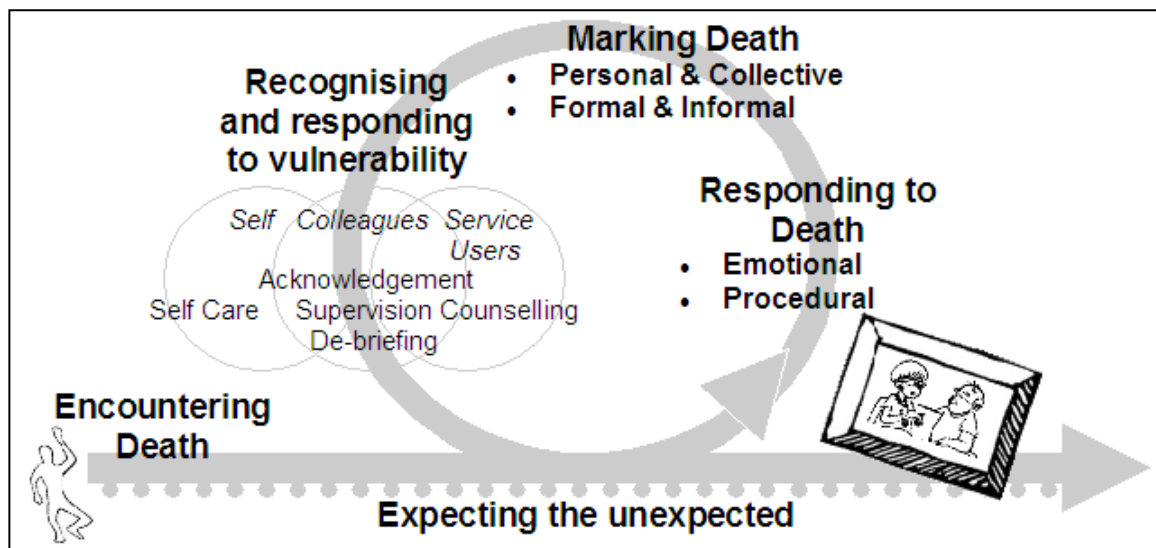 Marking Death
• Personal & Collective
• Formal & Informal
Recognising
and responding
to vulnerability
Self Colleagues Service
Users
Acknowledgement
Self Care Supervision Counselling
De-briefing
Responding to
Death
• Emotional
• Procedural
Encountering
Death
Expecting the unexpected